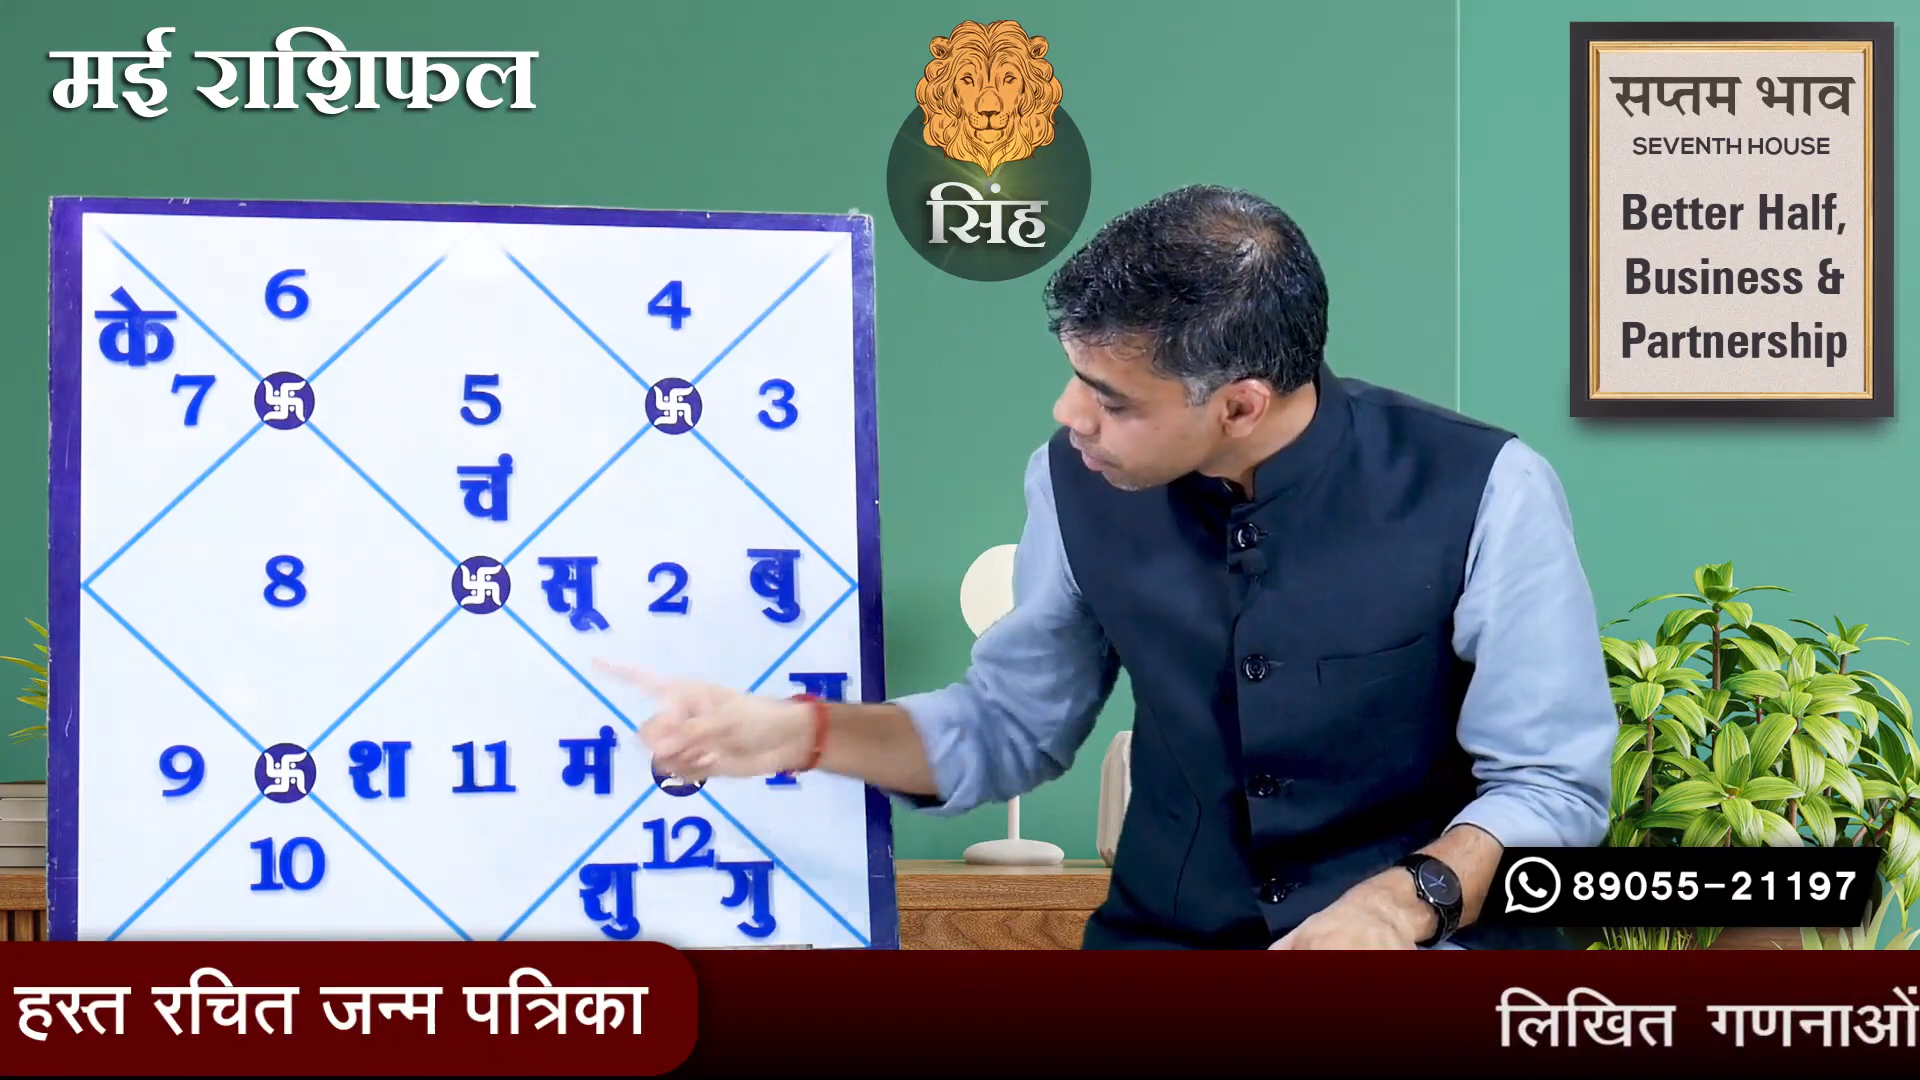 मई राशिफल
सिंह
सप्तम भाव
SEVENTH HOUSE
Better Half,
Business &
Partnership
6
4
के
7
5
3
चं
8
सू 2 बु
9
श 11 मं
10
12
शु गु
89055-21197
हस्त रचित जन्म पत्रिका
लिखित गणनाओं